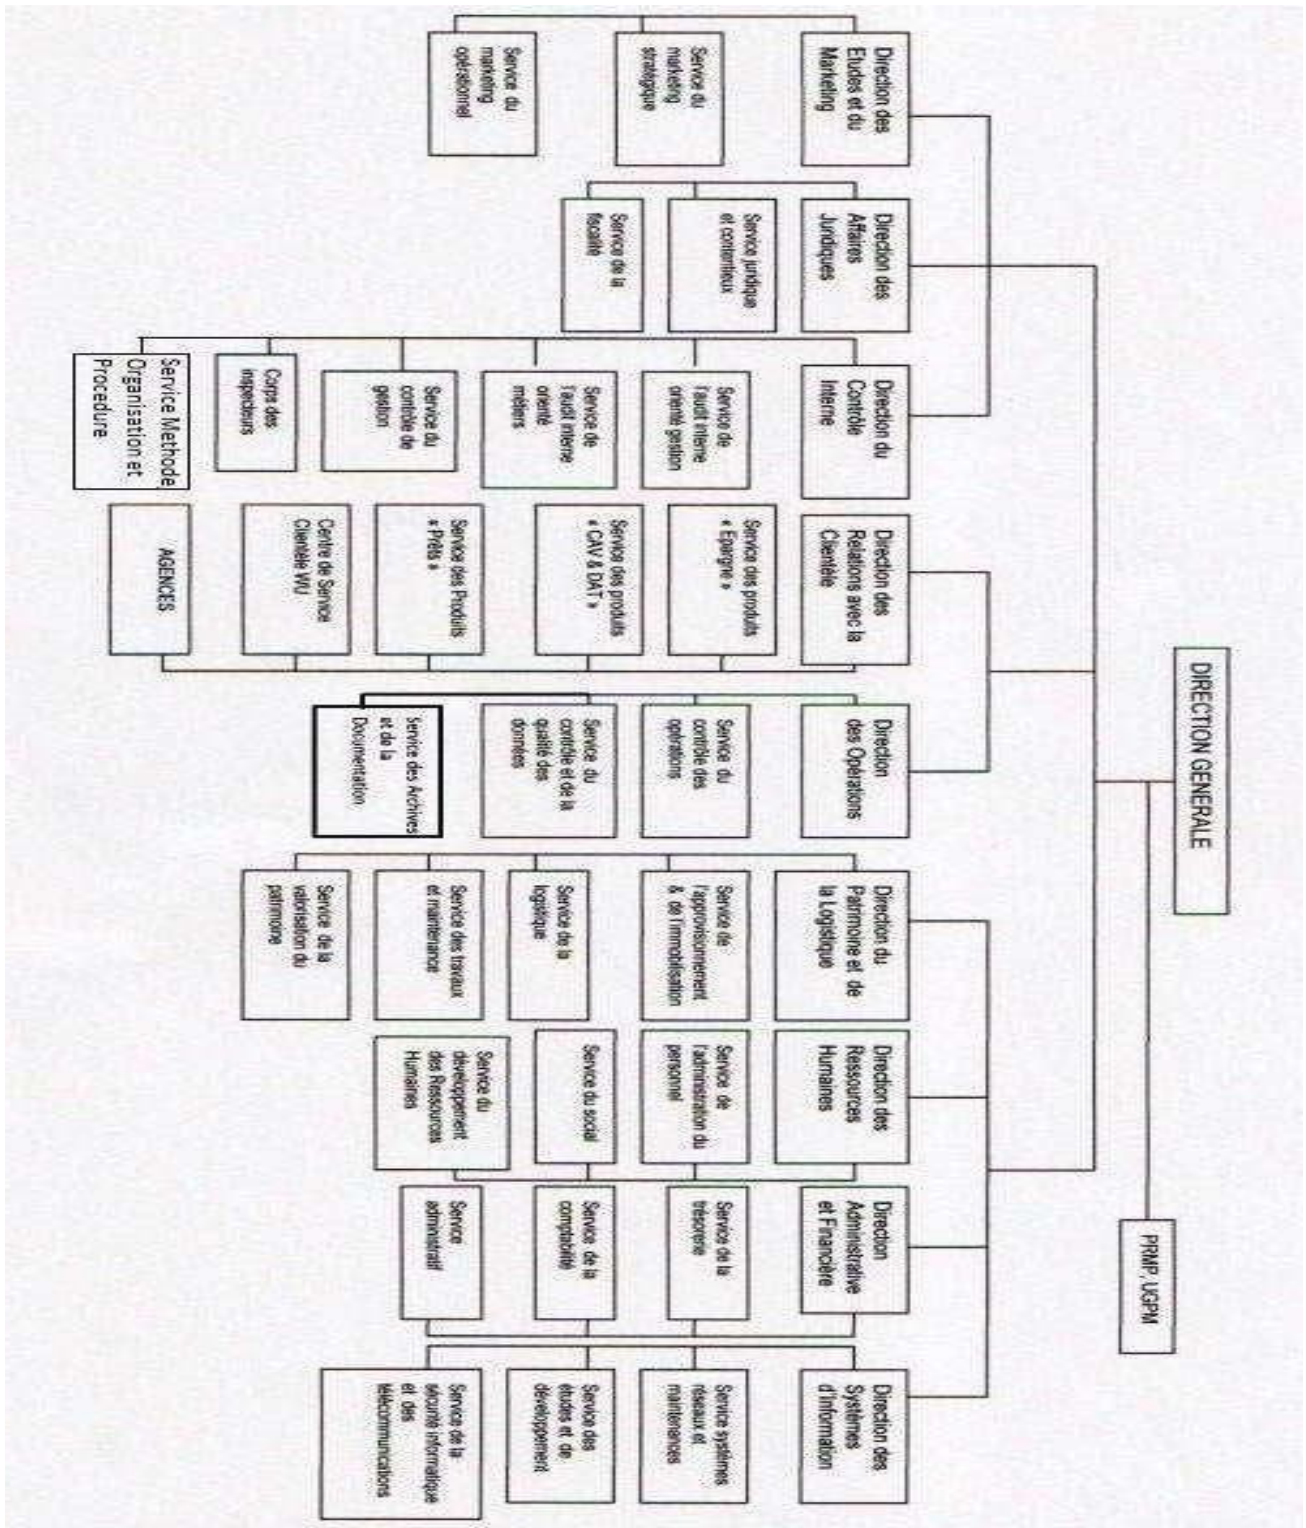 DIRECTION GENERALE
PRMP, UGPM
Direction des
Etudes et du
Marketing
Service du
marketing
stratégique
Service du
marketing
opérationnel
Direction des
Affaires
Juridiques
Service juridique
et contentieux
Service de la
fiscalité
Direction du
Contrôle
Interne
Service de
l'audit interne
orienté gestion
Service de
l'audit interne
orienté
métiers
Service du
contrôle de
gestion
Corps des
inspecteurs
Service Methode
Organisation et
Procedure
Direction des
Relations avec la
Clientèle
Service des produits
« Epargne »
Service des produits
« CAV & DAT »
Service des Produits
« Prêts »
Centre de Service
Clientèle WU
AGENCES
Direction
des Opérations
Service du
contrôle des
opérations
Service du
contrôle et de la
qualité des
données
Service des Archives
et de la
Documentation
Direction du
Patrimoine et de
la Logistique
Service de
l'approvisionnement
& de l'immobilisation
Service de la
logistique
Service des travaux
et maintenance
Service de la
valorisation du
patrimoine
Direction des
Ressources
Humaines
Service de
l'administration du
personnel
Service du social
Service du
développement
des Ressources
Humaines
Direction
Administrative
et Financière
Service de la
trésorerie
Service de la
comptabilité
Service
administratif
Direction des
Systèmes
d'Information
Service systèmes
réseaux et
maintenances
Service des
études et de
développement
Service de la
sécurité informatique
et des
télécommunications